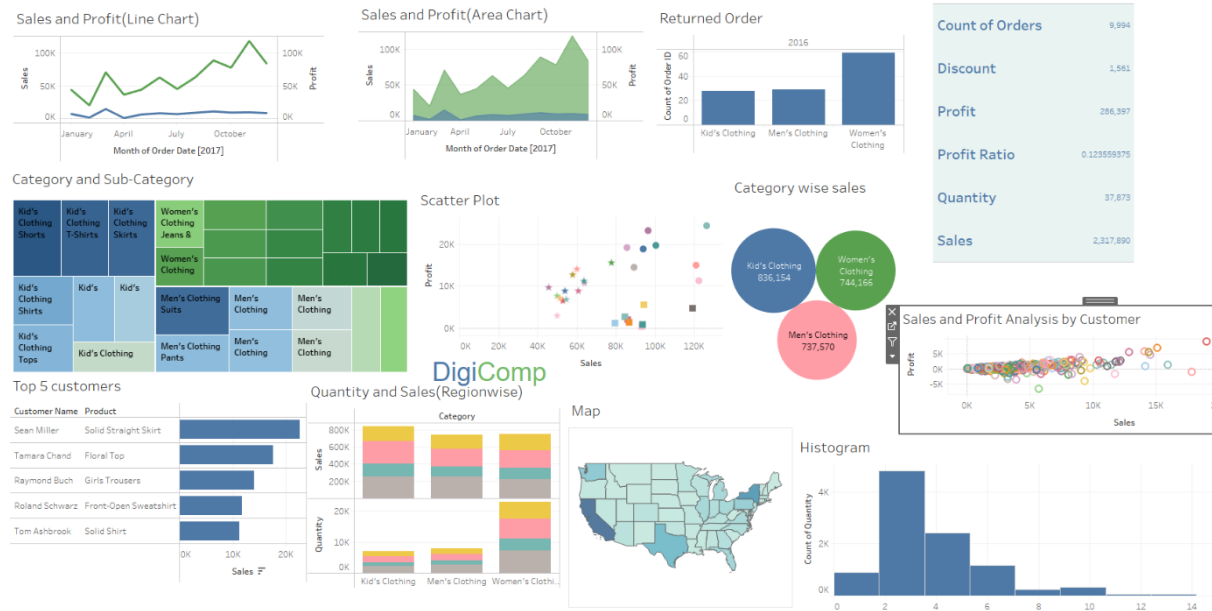 Sales and Profit(Line Chart)
100K
50K
0K
Sales
100K
50K
0K
Profit
January
April
July
October
Month of Order Date [2017]
Sales and Profit(Area Chart)
100K
50K
0K
Sales
100K
50K
0K
Profit
January
April
July
October
Month of Order Date [2017]
Returned Order
2016
60
40
20
0
Count of Order ID
Kid's Clothing
Men's Clothing
Women's
Clothing
Count of Orders 9,994
Discount 1,561
Profit 286,397
Profit Ratio 0.123559375
Quantity 37,873
Sales 2,317,890
Category and Sub-Category
Kid's
Clothing
Shorts
Kid's
Clothing
T-Shirts
Kid's
Clothing
Skirts
Women's
Clothing
Jeans &
Women's
Clothing
Kid's
Clothing
Shirts
Kid's
Kid's
Men's Clothing
Suits
Men's
Clothing
Men's
Clothing
Kid's
Clothing
Tops
Kid's Clothing
Men's Clothing
Pants
Men's
Clothing
Men's
Clothing
Scatter Plot
20K
10K
0K
Profit
0K
20K
40K
60K
80K
100K
120K
Sales
DigiComp
Category wise sales
Kid's Clothing
836,154
Women's
Clothing
744,166
Men's Clothing
737,570
Sales and Profit Analysis by Customer
5K
0K
-5K
Profit
0K
5K
10K
15K
Sales
Top 5 customers
Customer Name Product
Sean Miller Solid Straight Skirt
Tamara Chand Floral Top
Raymond Buch Girls Trousers
Roland Schwarz Front-Open Sweatshirt
Tom Ashbrook Solid Shirt
0K
10K
20K
Sales
Quantity and Sales(Regionwise)
Category
800K
600K
400K
200K
Sales
20K
10K
0K
Quantity
Kid's Clothing
Men's Clothing
Women's Clothi..
Map
Histogram
4K
2K
0K
Count of Quantity
0
2
4
6
8
10
12
14